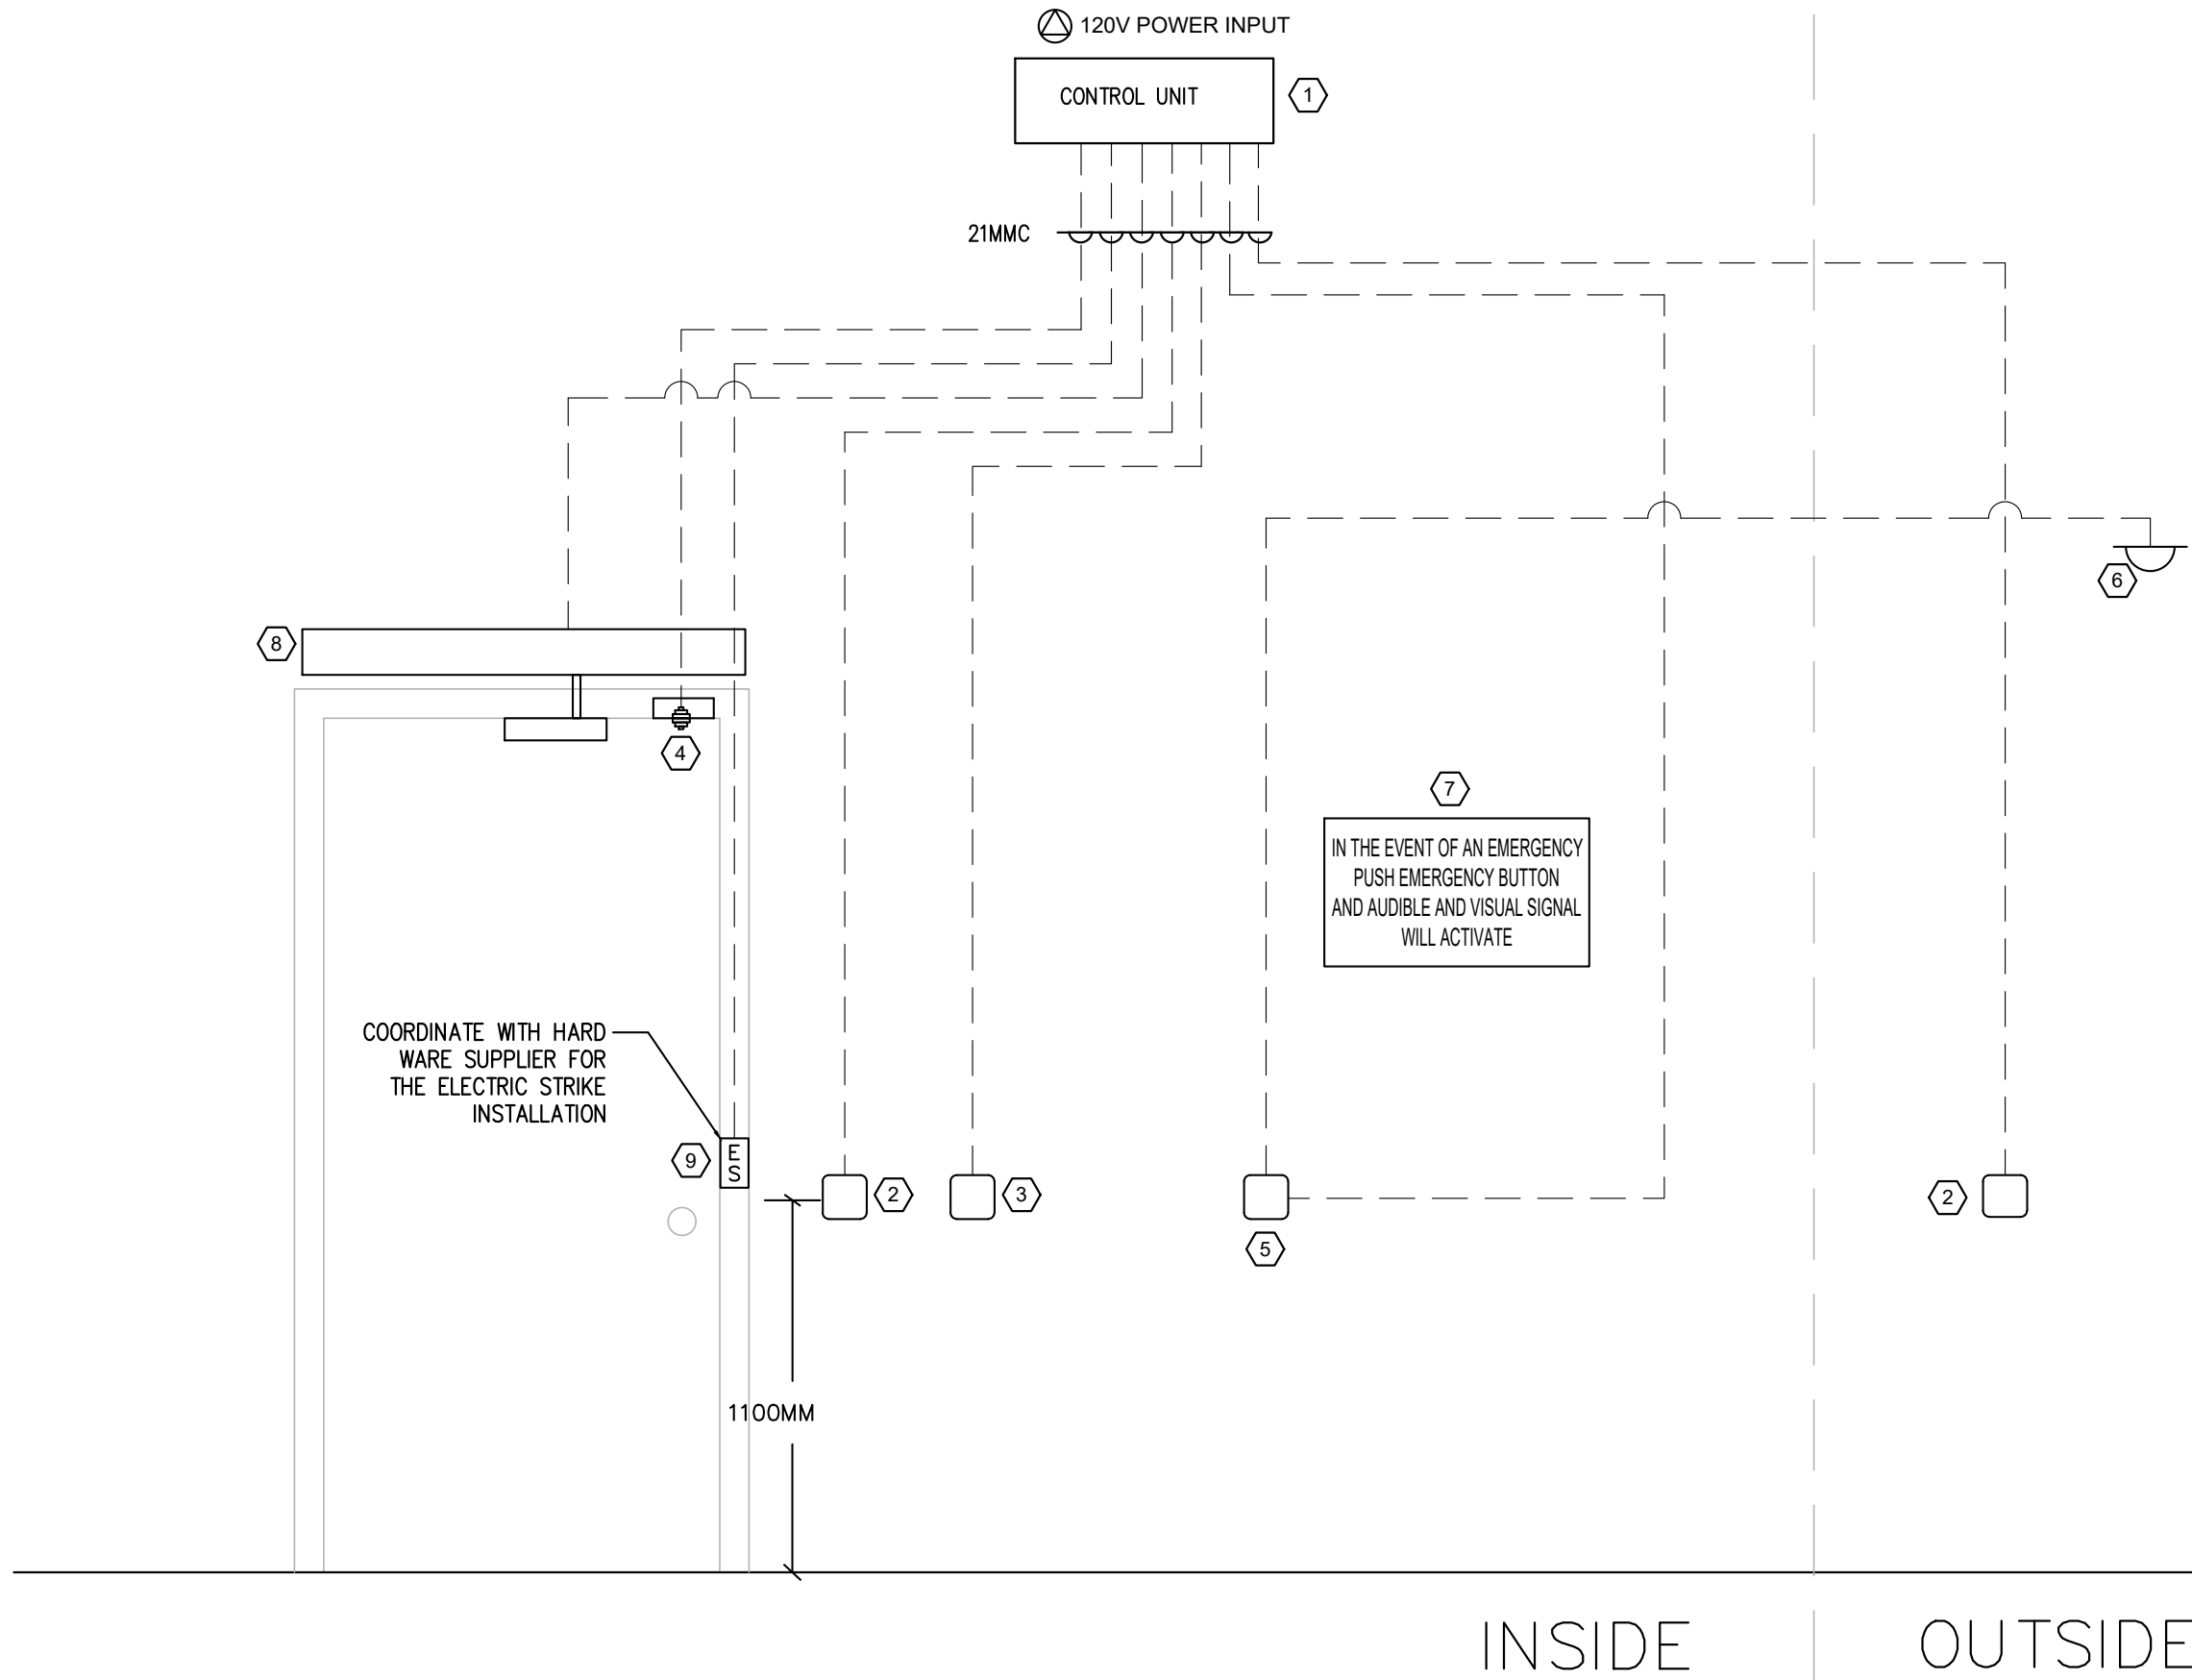 120V POWER INPUT
CONTROL UNIT
1
21MMC
6
8
4
7
IN THE EVENT OF AN EMERGENCY
PUSH EMERGENCY BUTTON
AND AUDIBLE AND VISUAL SIGNAL
WILL ACTIVATE
COORDINATE WITH HARD
WARE SUPPLIER FOR
THE ELECTRIC STRIKE
INSTALLATION
9
E
S
2
3
5
2
1100MM
INSIDE
OUTSIDE